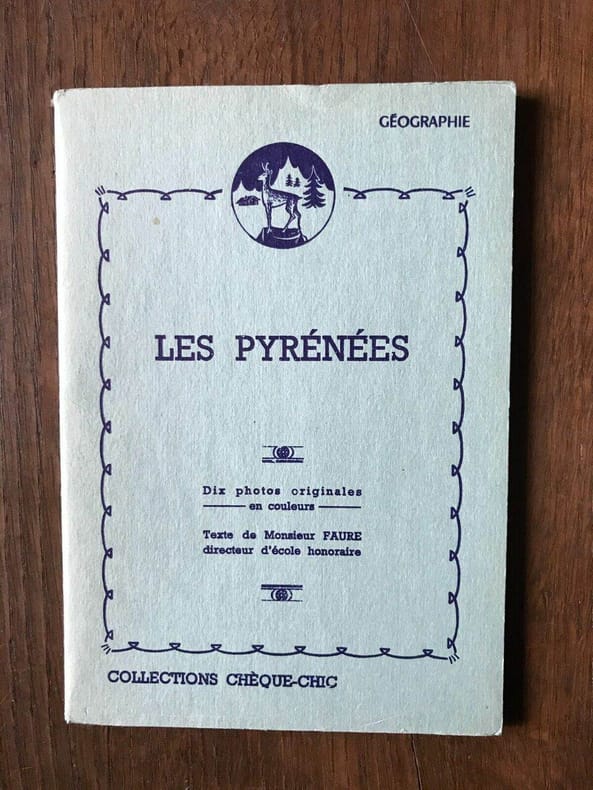 GÉOGRAPHIE
LES PYRÉNÉES
Dix photos originales
en couleurs
Texte de Monsieur FAURE
directeur d'école honoraire
COLLECTIONS CHÈQUE-CHIC